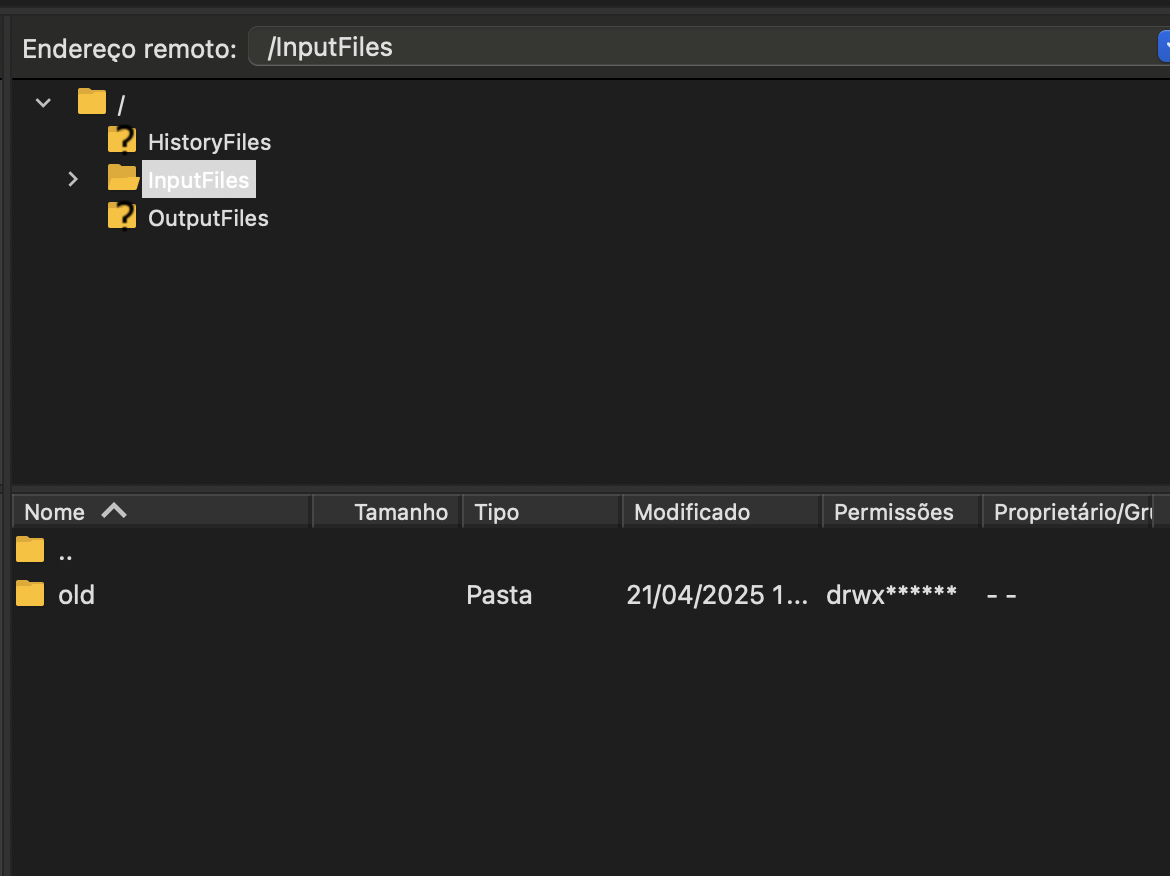 Endereço remoto: /InputFiles
/
HistoryFiles
InputFiles
OutputFiles
Nome Tamanho Tipo Modificado Permissões Proprietário/Gru
..
old Pasta 21/04/2025 1... drwx****** - -